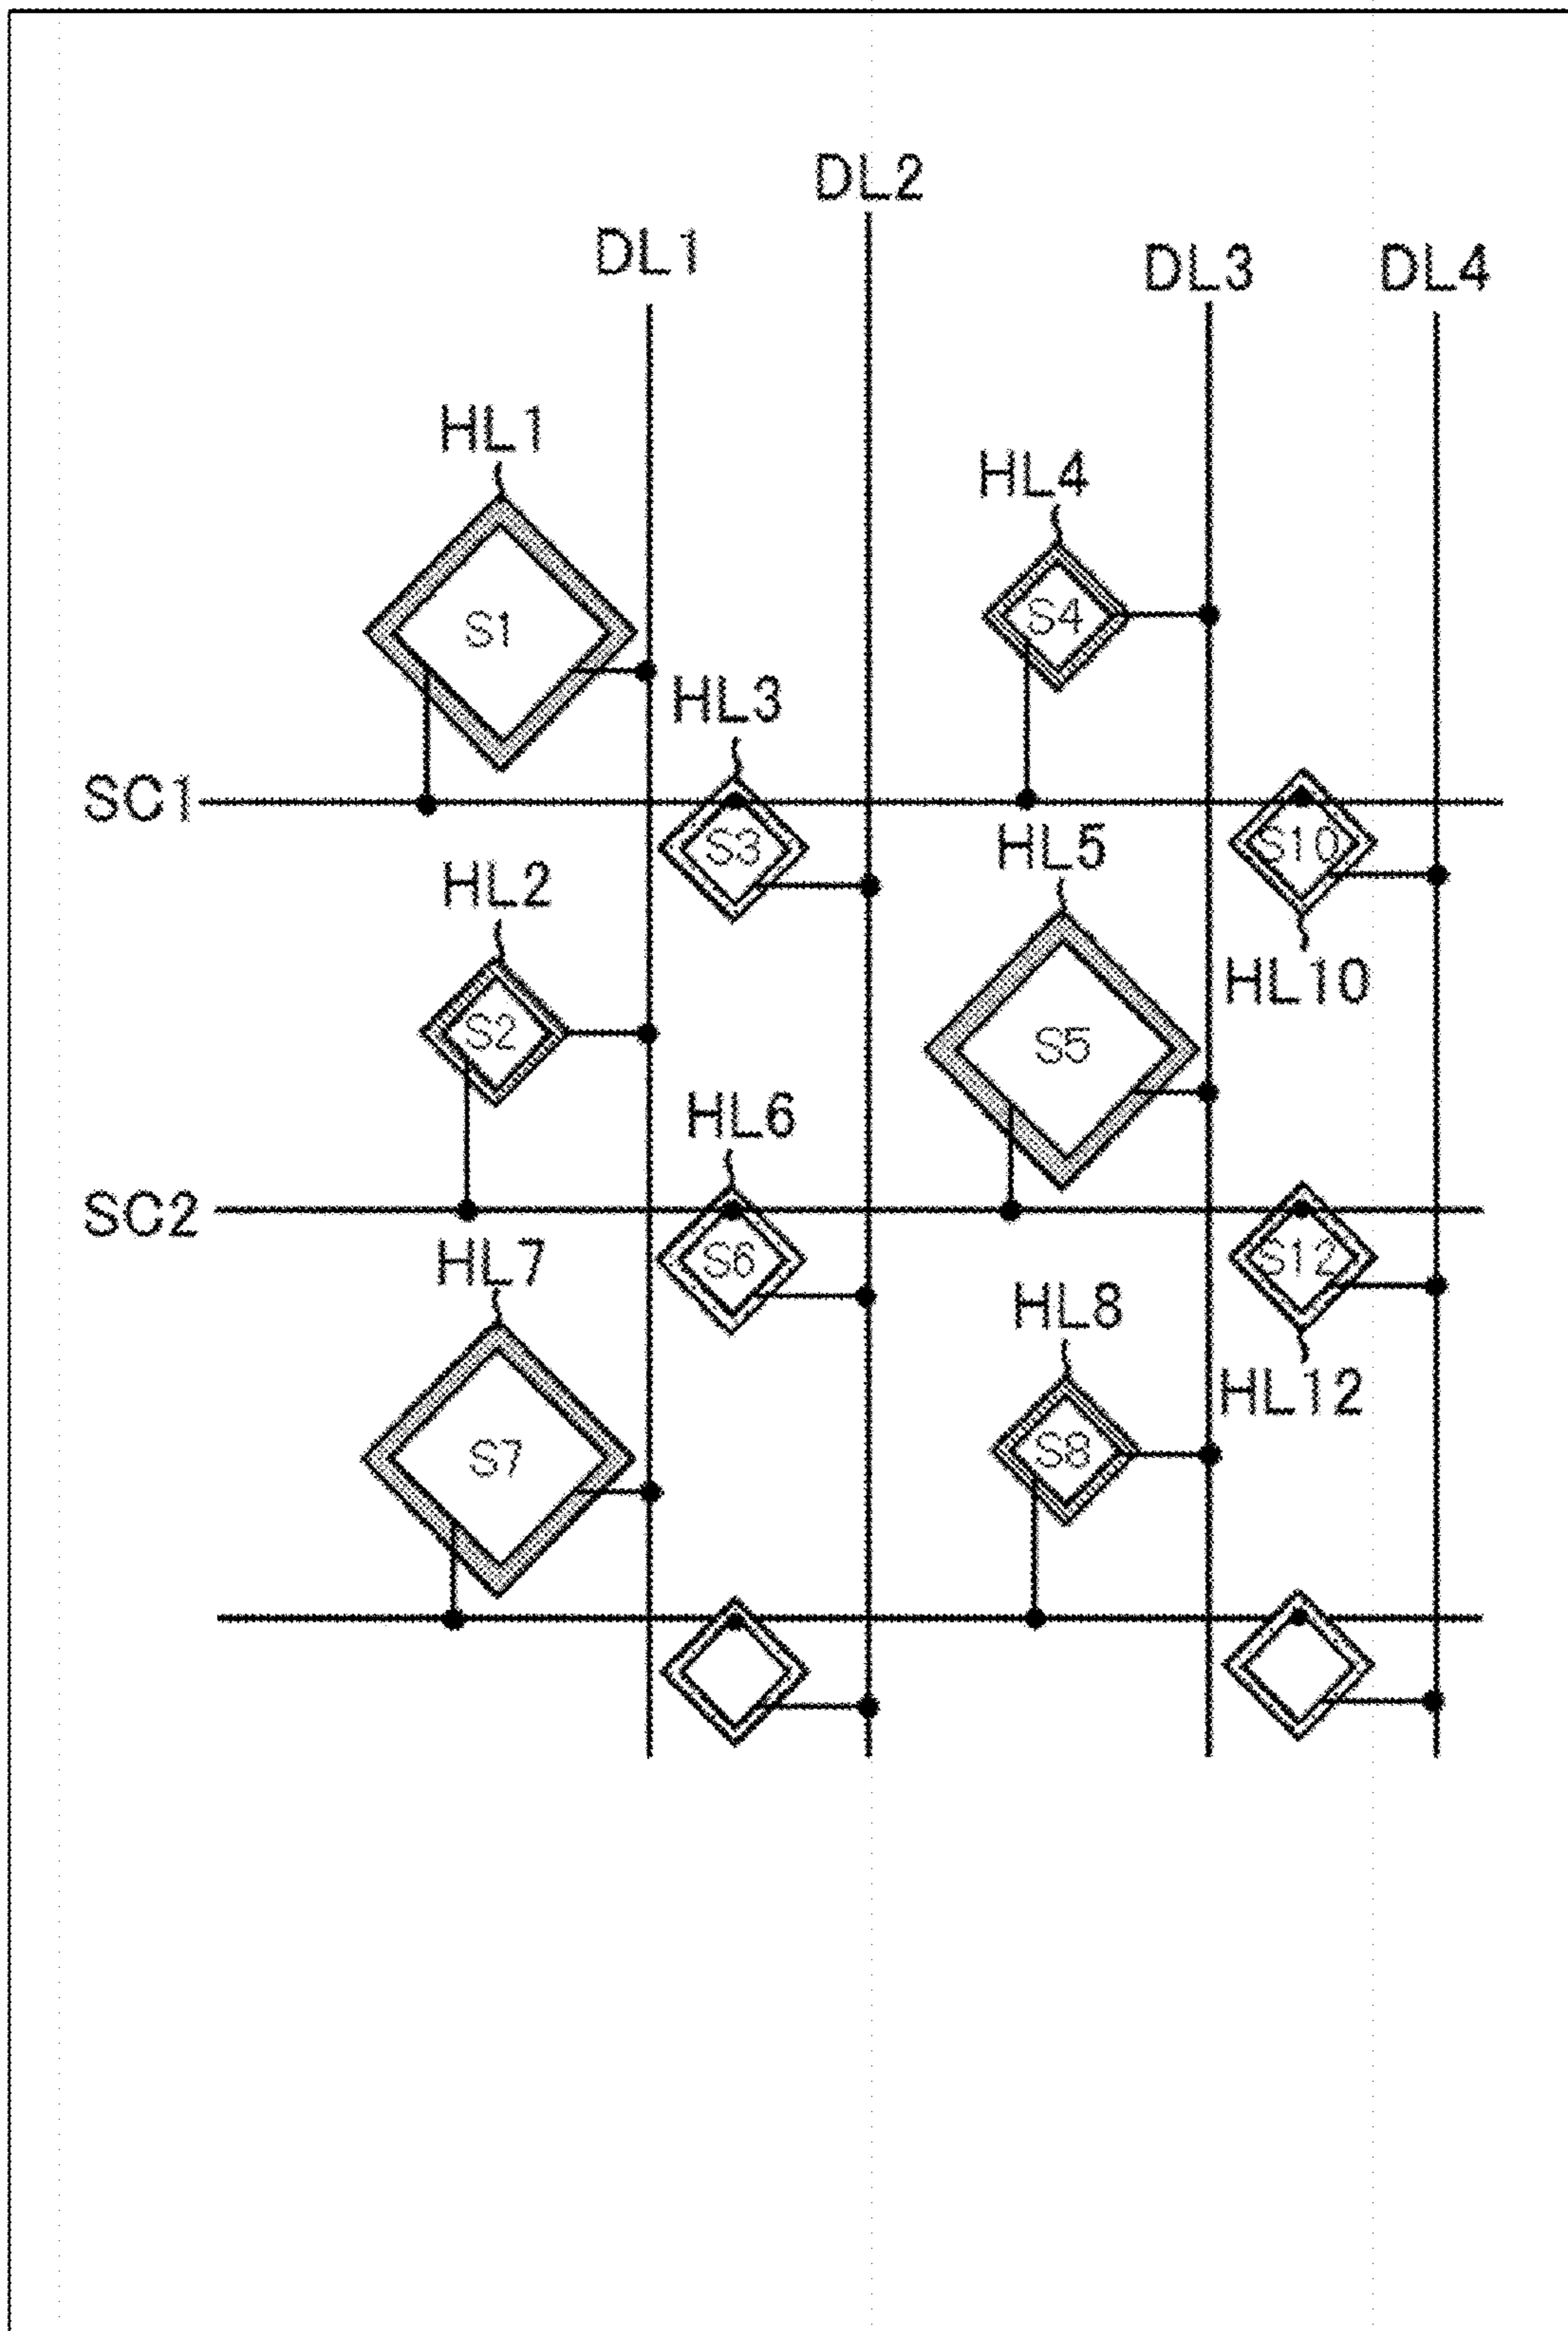 DL2
DL1
DL3
DL4
HL1
HL4
S1
S4
HL3
SC1
S3
HL5
S10
HL2
HL10
S2
S5
HL6
SC2
HL7
S6
S12
HL8
HL12
S7
S8